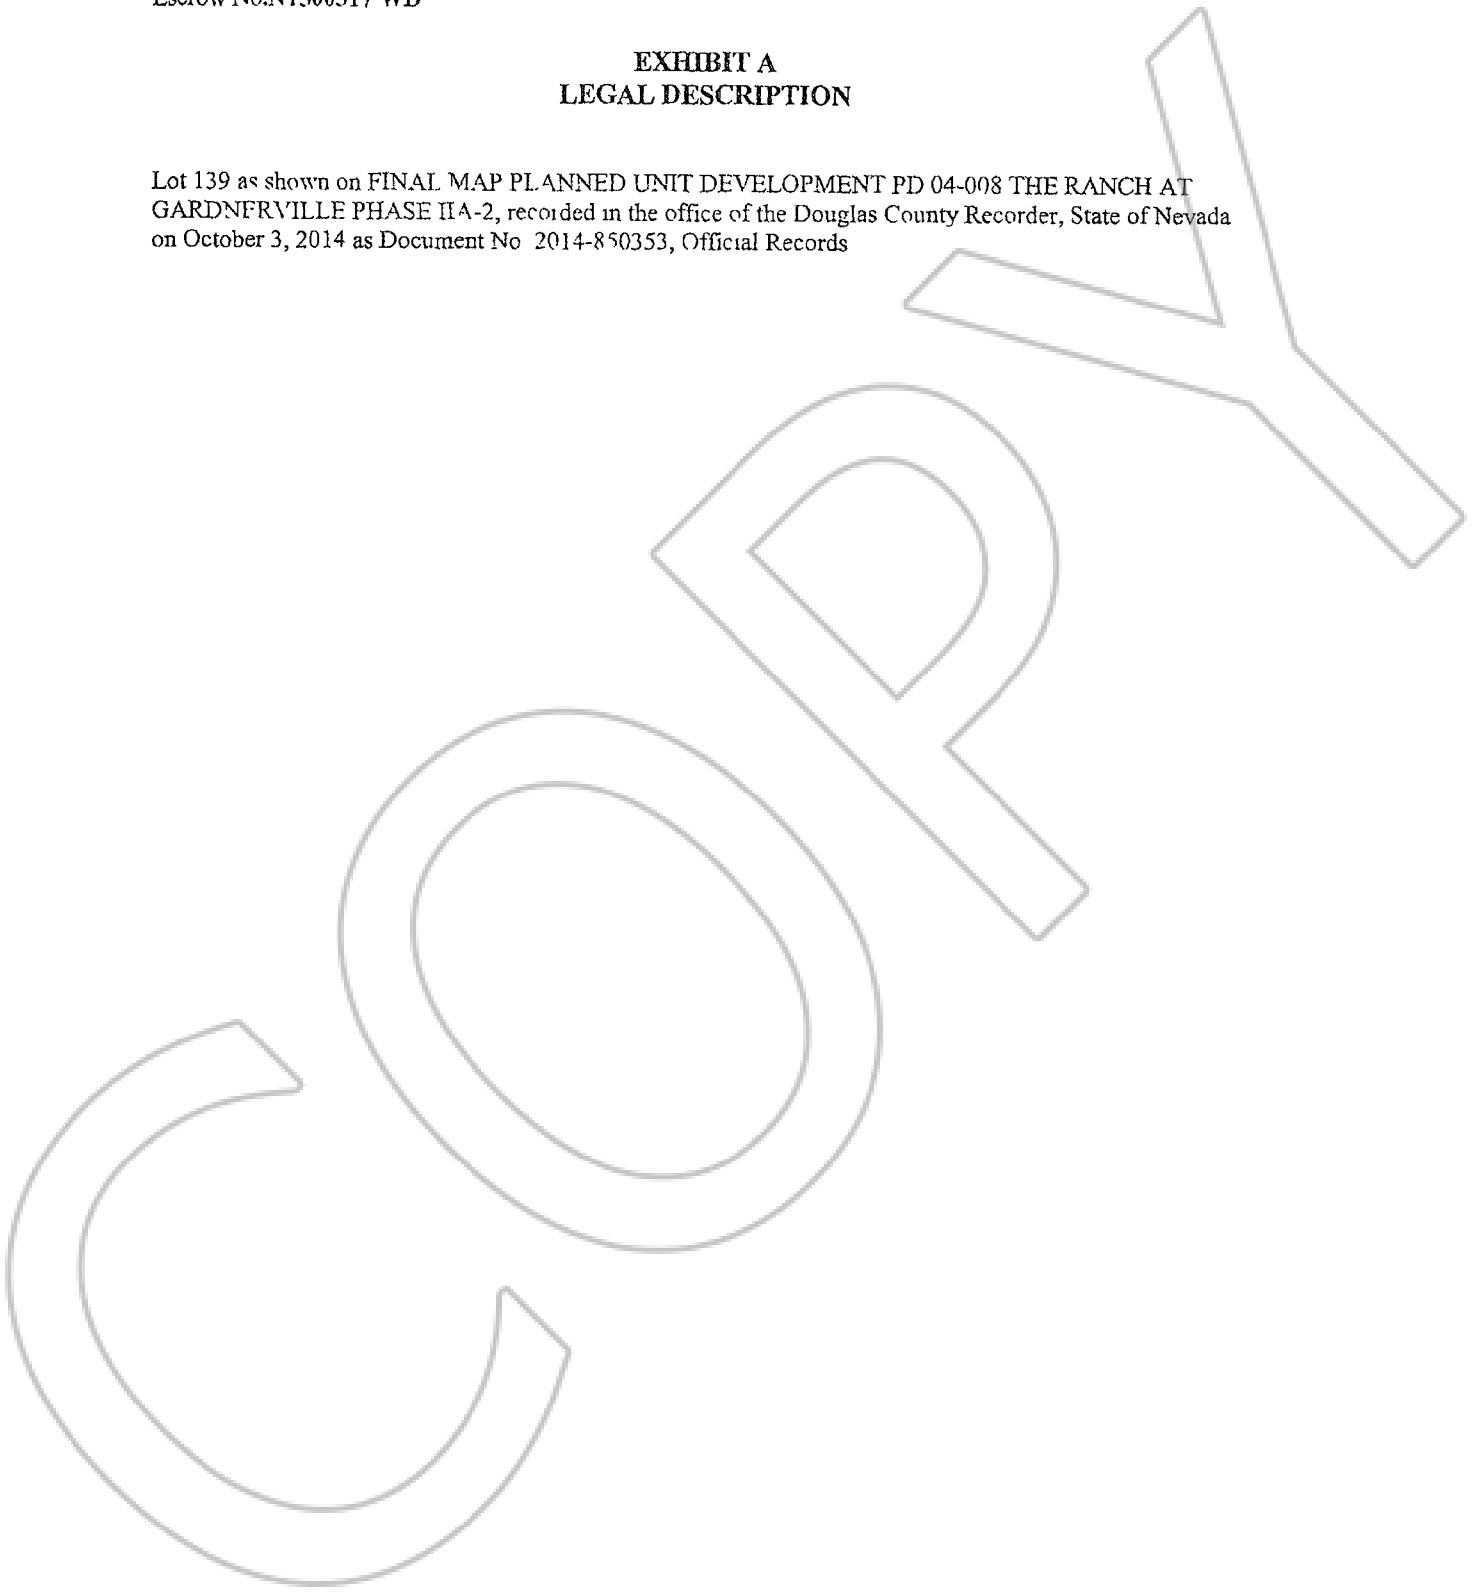 EXHIBIT A
LEGAL DESCRIPTION
Lot 139 as shown on FINAL MAP PLANNED UNIT DEVELOPMENT PD 04-008 THE RANCH AT
GARDNERVILLE PHASE IIA-2, recorded in the office of the Douglas County Recorder, State of Nevada
on October 3, 2014 as Document No 2014-850353, Official Records
COPY